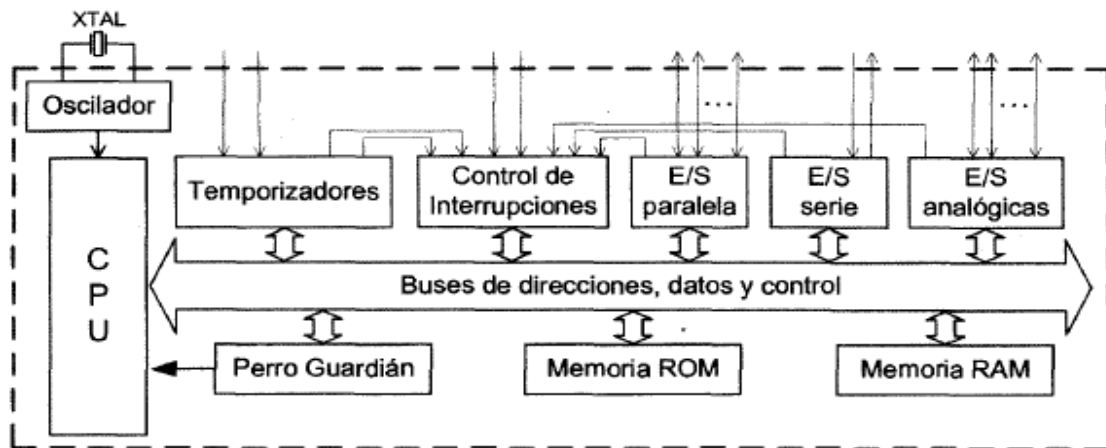 XTAL
Oscilador
Temporizadores
Control de
Interrupciones
E/S
paralela
E/S
serie
E/S
analógicas
C
P
U
Buses de direcciones, datos y control
Perro Guardián
Memoria ROM
Memoria RAM